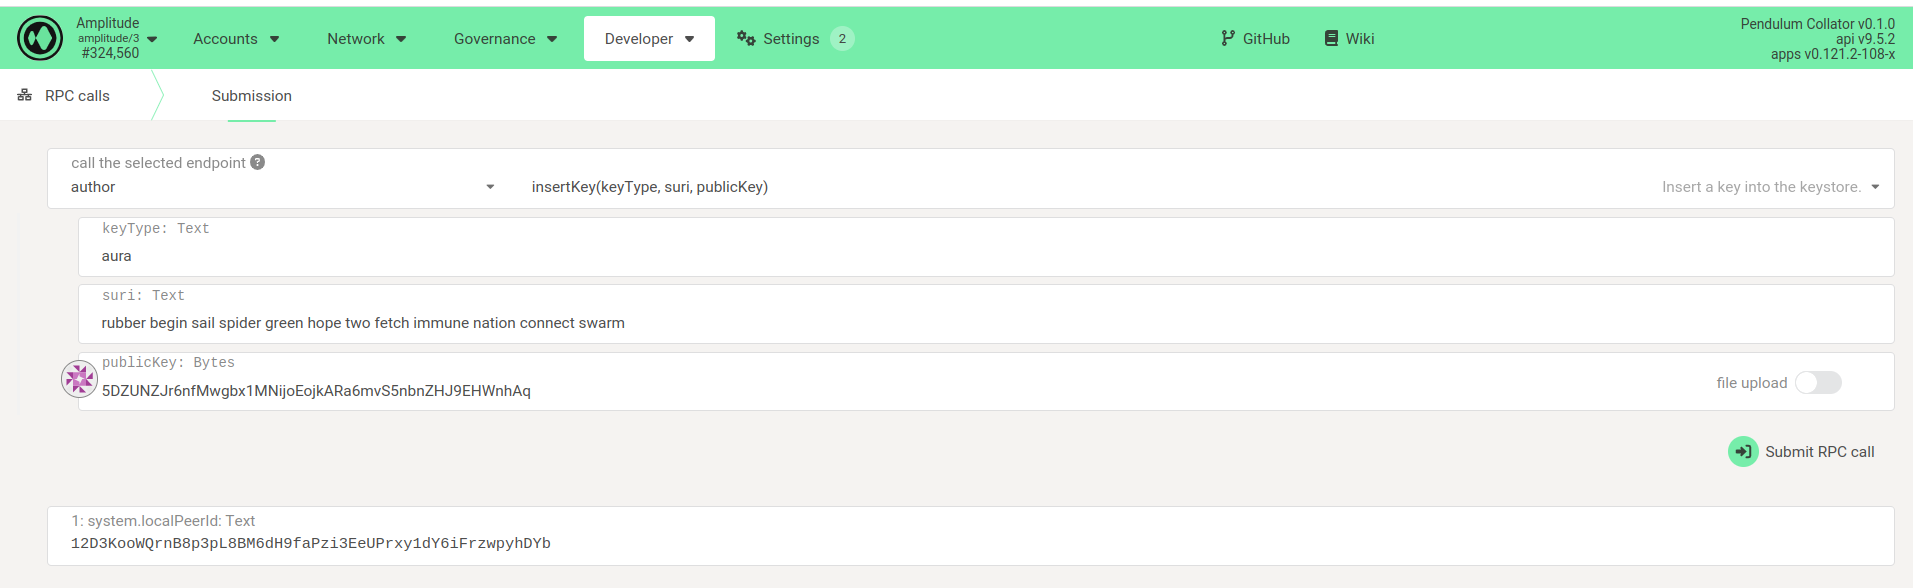 Amplitude
amplitude/3
#324,560
Accounts
Network
Governance
Developer
Settings 2
GitHub
Wiki
Pendulum Collator v0.1.0
api v9.5.2
apps v0.121.2-108-x
RPC calls
Submission
call the selected endpoint ?
author
insertKey(keyType, suri, publicKey)
Insert a key into the keystore.
keyType: Text
aura
suri: Text
rubber begin sail spider green hope two fetch immune nation connect swarm
publicKey: Bytes
5DZUNZJr6nfMwgbx1MNijoEojkARa6mvS5nbnZHJ9EHWnhAq
file upload
Submit RPC call
1: system.localPeerId: Text
12D3KooWQrnB8p3pL8BM6dH9faPzi3EeUPrxy1dY6iFrzwpyhDYb